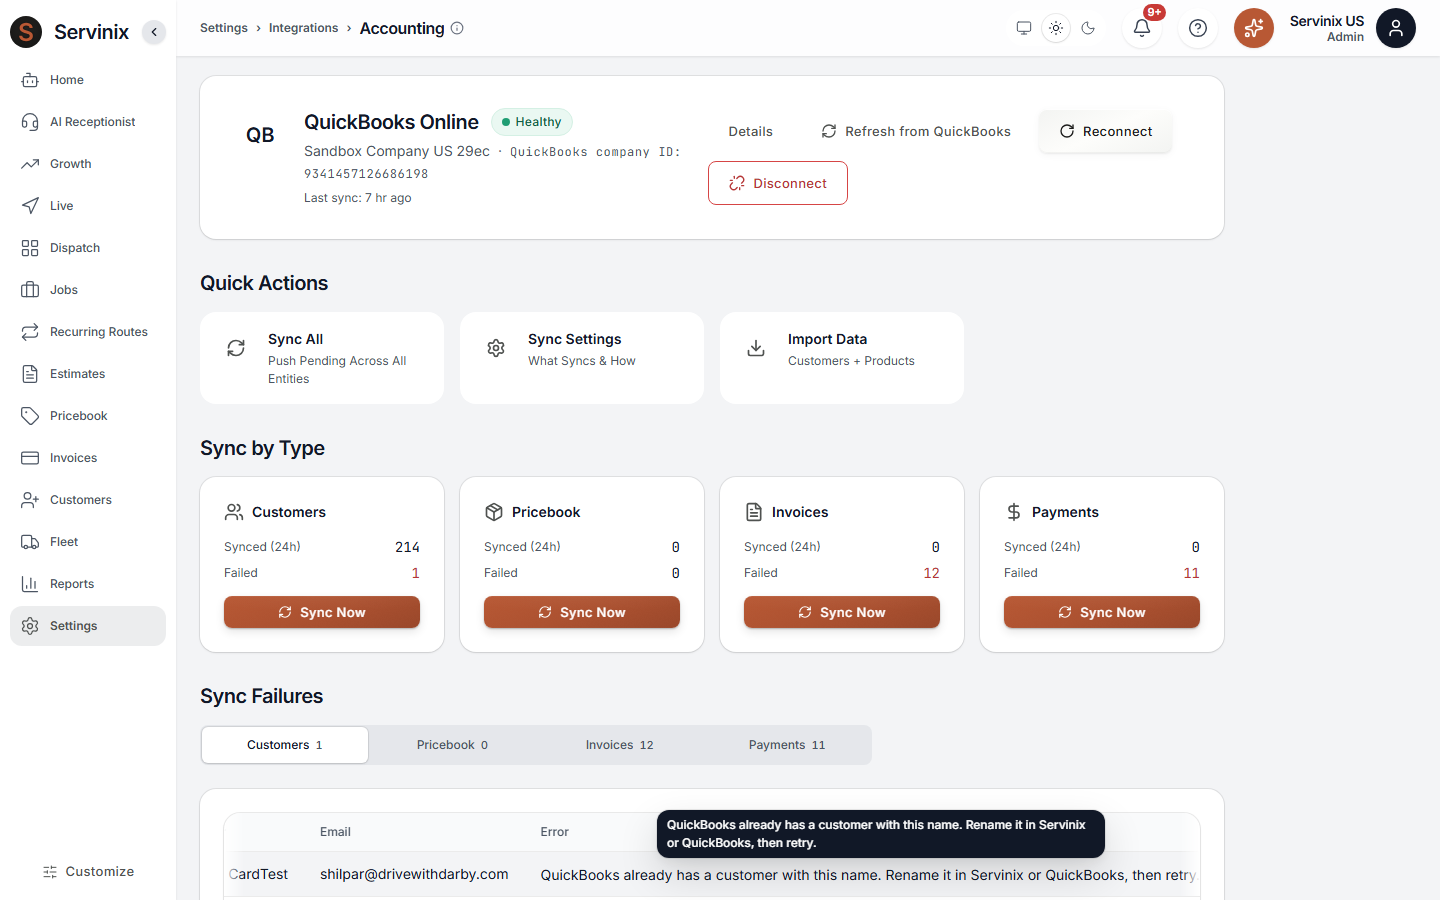 S Servinix
Settings › Integrations › Accounting
9+
Servinix US
Admin
Home
AI Receptionist
Growth
Live
Dispatch
Jobs
Recurring Routes
Estimates
Pricebook
Invoices
Customers
Fleet
Reports
Settings
Customize
QB
QuickBooks Online
Healthy
Sandbox Company US 29ec · QuickBooks company ID:
9341457126686198
Last sync: 7 hr ago
Details
Refresh from QuickBooks
Reconnect
Disconnect
Quick Actions
Sync All
Push Pending Across All
Entities
Sync Settings
What Syncs & How
Import Data
Customers + Products
Sync by Type
Customers
Synced (24h) 214
Failed 1
Sync Now
Pricebook
Synced (24h) 0
Failed 0
Sync Now
Invoices
Synced (24h) 0
Failed 12
Sync Now
Payments
Synced (24h) 0
Failed 11
Sync Now
Sync Failures
Customers 1
Pricebook 0
Invoices 12
Payments 11
QuickBooks already has a customer with this name. Rename it in Servinix
or QuickBooks, then retry.
Email Error
CardTest shilpar@drivewithdarby.com QuickBooks already has a customer with this name. Rename it in Servinix or QuickBooks, then retry.